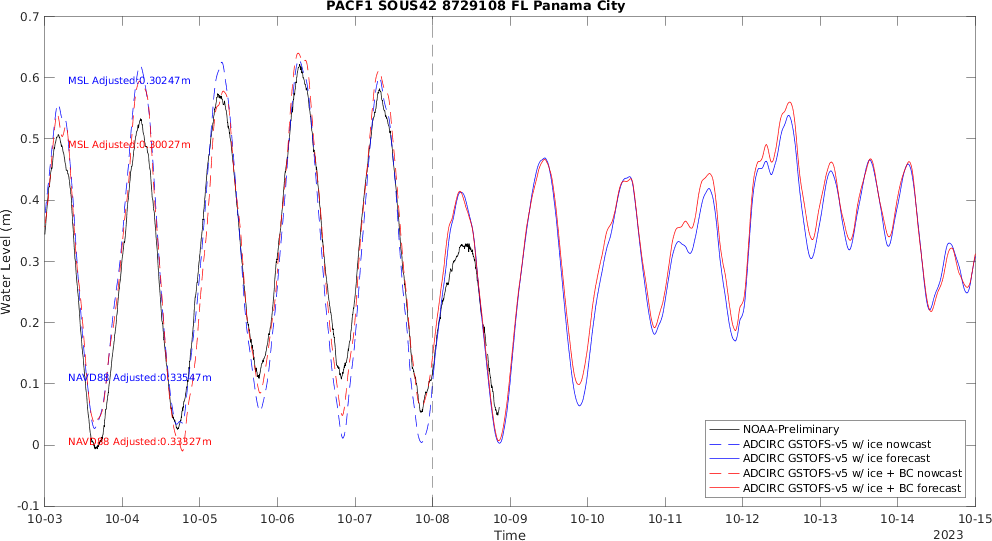 PACF1 SOUS42 8729108 FL Panama City
0.7
0.6
0.5
0.4
0.3
0.2
0.1
0
-0.1
Water Level (m)
MSL Adjusted:0.30247m
MSL Adjusted:0.30027m
NAVD88 Adjusted:0.33547m
NAVD88 Adjusted:0.33327m
NOAA-Preliminary
ADCIRC GSTOFS-v5 w/ ice nowcast
ADCIRC GSTOFS-v5 w/ ice forecast
ADCIRC GSTOFS-v5 w/ ice + BC nowcast
ADCIRC GSTOFS-v5 w/ ice + BC forecast
10-03 10-04 10-05 10-06 10-07 10-08 10-09 10-10 10-11 10-12 10-13 10-14 10-15
Time
2023